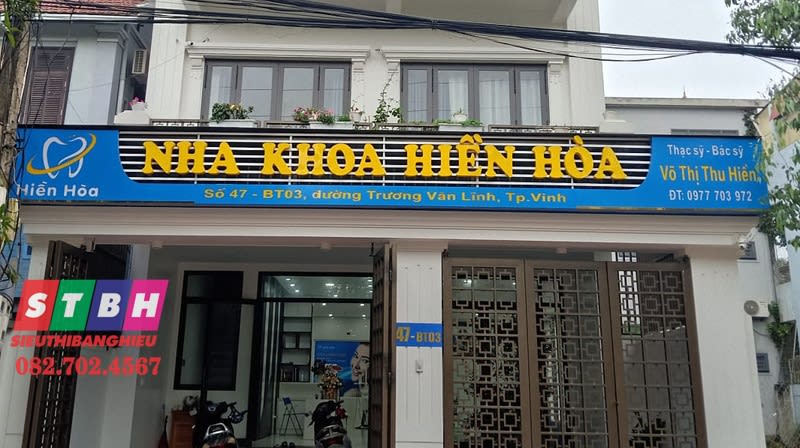 NHA KHOA HIỀN HÒA
Hiền Hòa
Số 47 - BT03, đường Trương Văn Lĩnh, Tp.Vinh
Thạc sỹ - Bác sỹ
Võ Thị Thu Hiền
ĐT: 0977 703 972
47-BT03
STBH
SIEUTHIBANGHIEU
082.702.4567